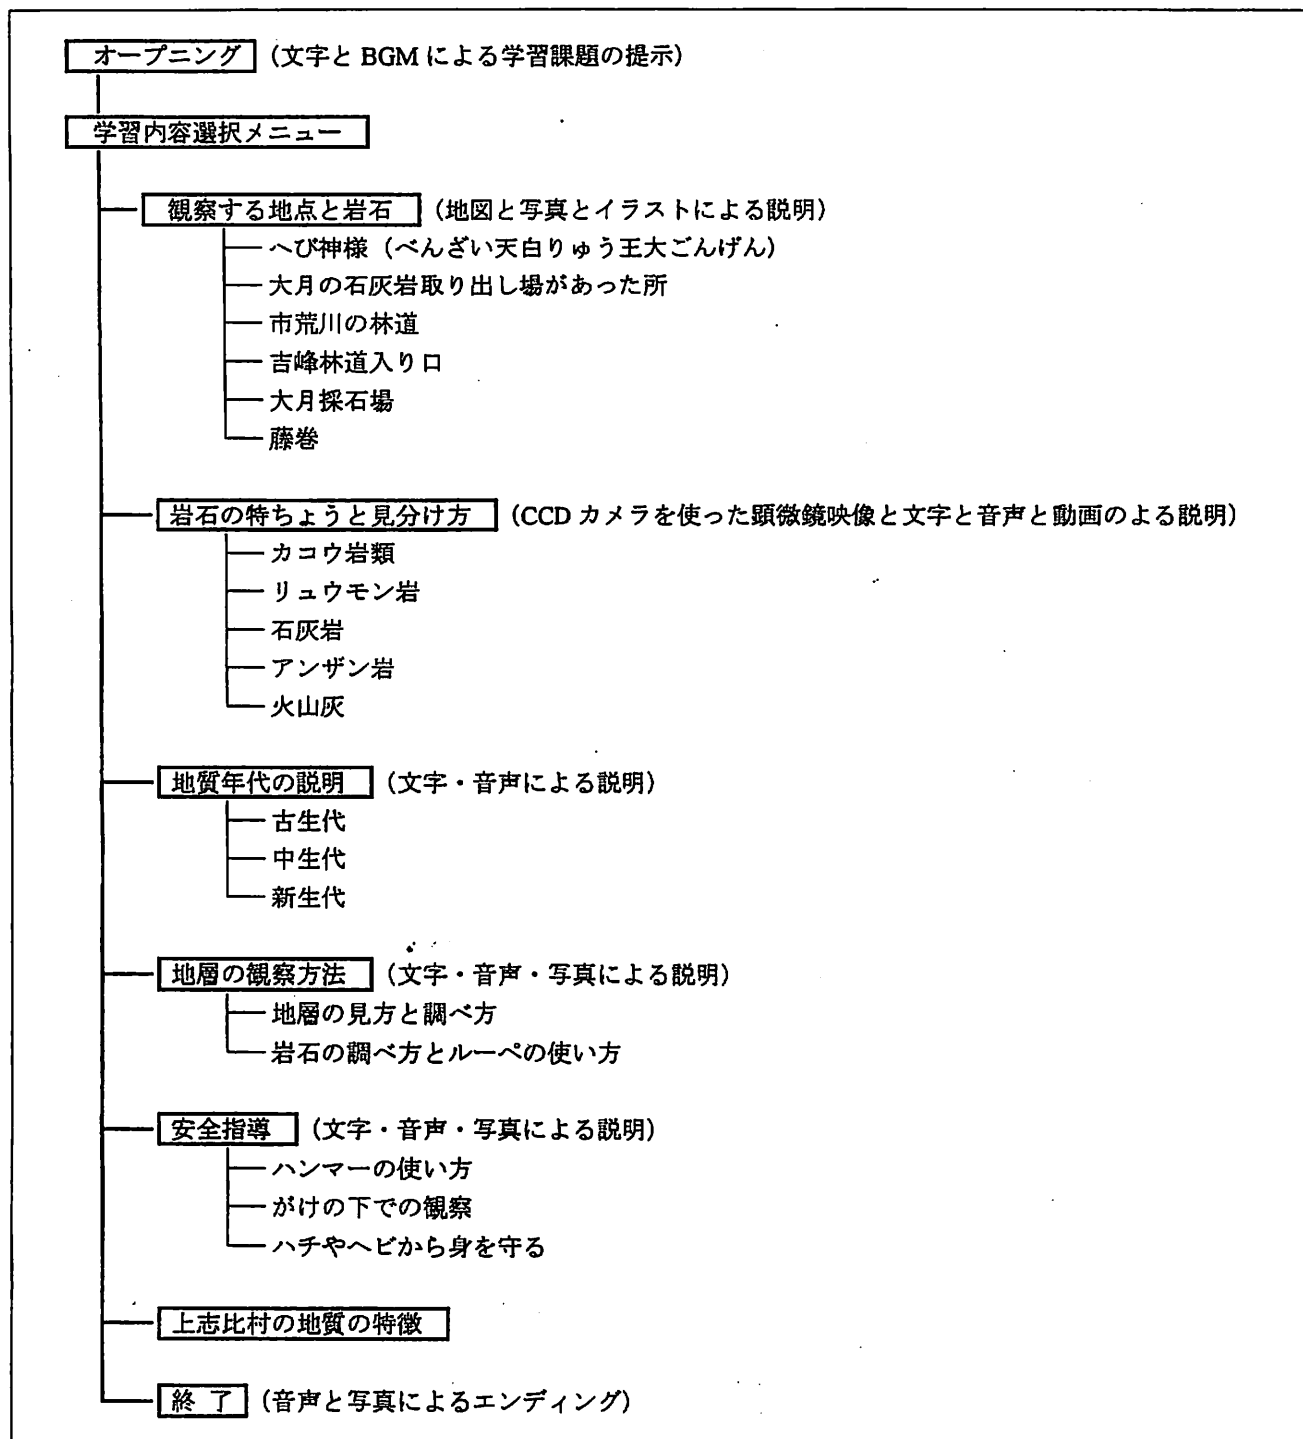 オープニング (文字と BGM による学習課題の提示)
学習内容選択メニュー
観察する地点と岩石 (地図と写真とイラストによる説明)
へび神様 (べんざい天白りゅう王大ごんげん)
大月の石灰岩取り出し場があった所
市荒川の林道
吉峰林道入り口
大月採石場
藤巻
岩石の特ちょうと見分け方 (CCD カメラを使った顕微鏡映像と文字と音声と動画のよる説明)
カコウ岩類
リュウモン岩
石灰岩
アンザン岩
火山灰
地質年代の説明 (文字・音声による説明)
古生代
中生代
新生代
地層の観察方法 (文字・音声・写真による説明)
地層の見方と調べ方
岩石の調べ方とルーペの使い方
安全指導 (文字・音声・写真による説明)
ハンマーの使い方
がけの下での観察
ハチやヘビから身を守る
上志比村の地質の特徴
終 了 (音声と写真によるエンディング)